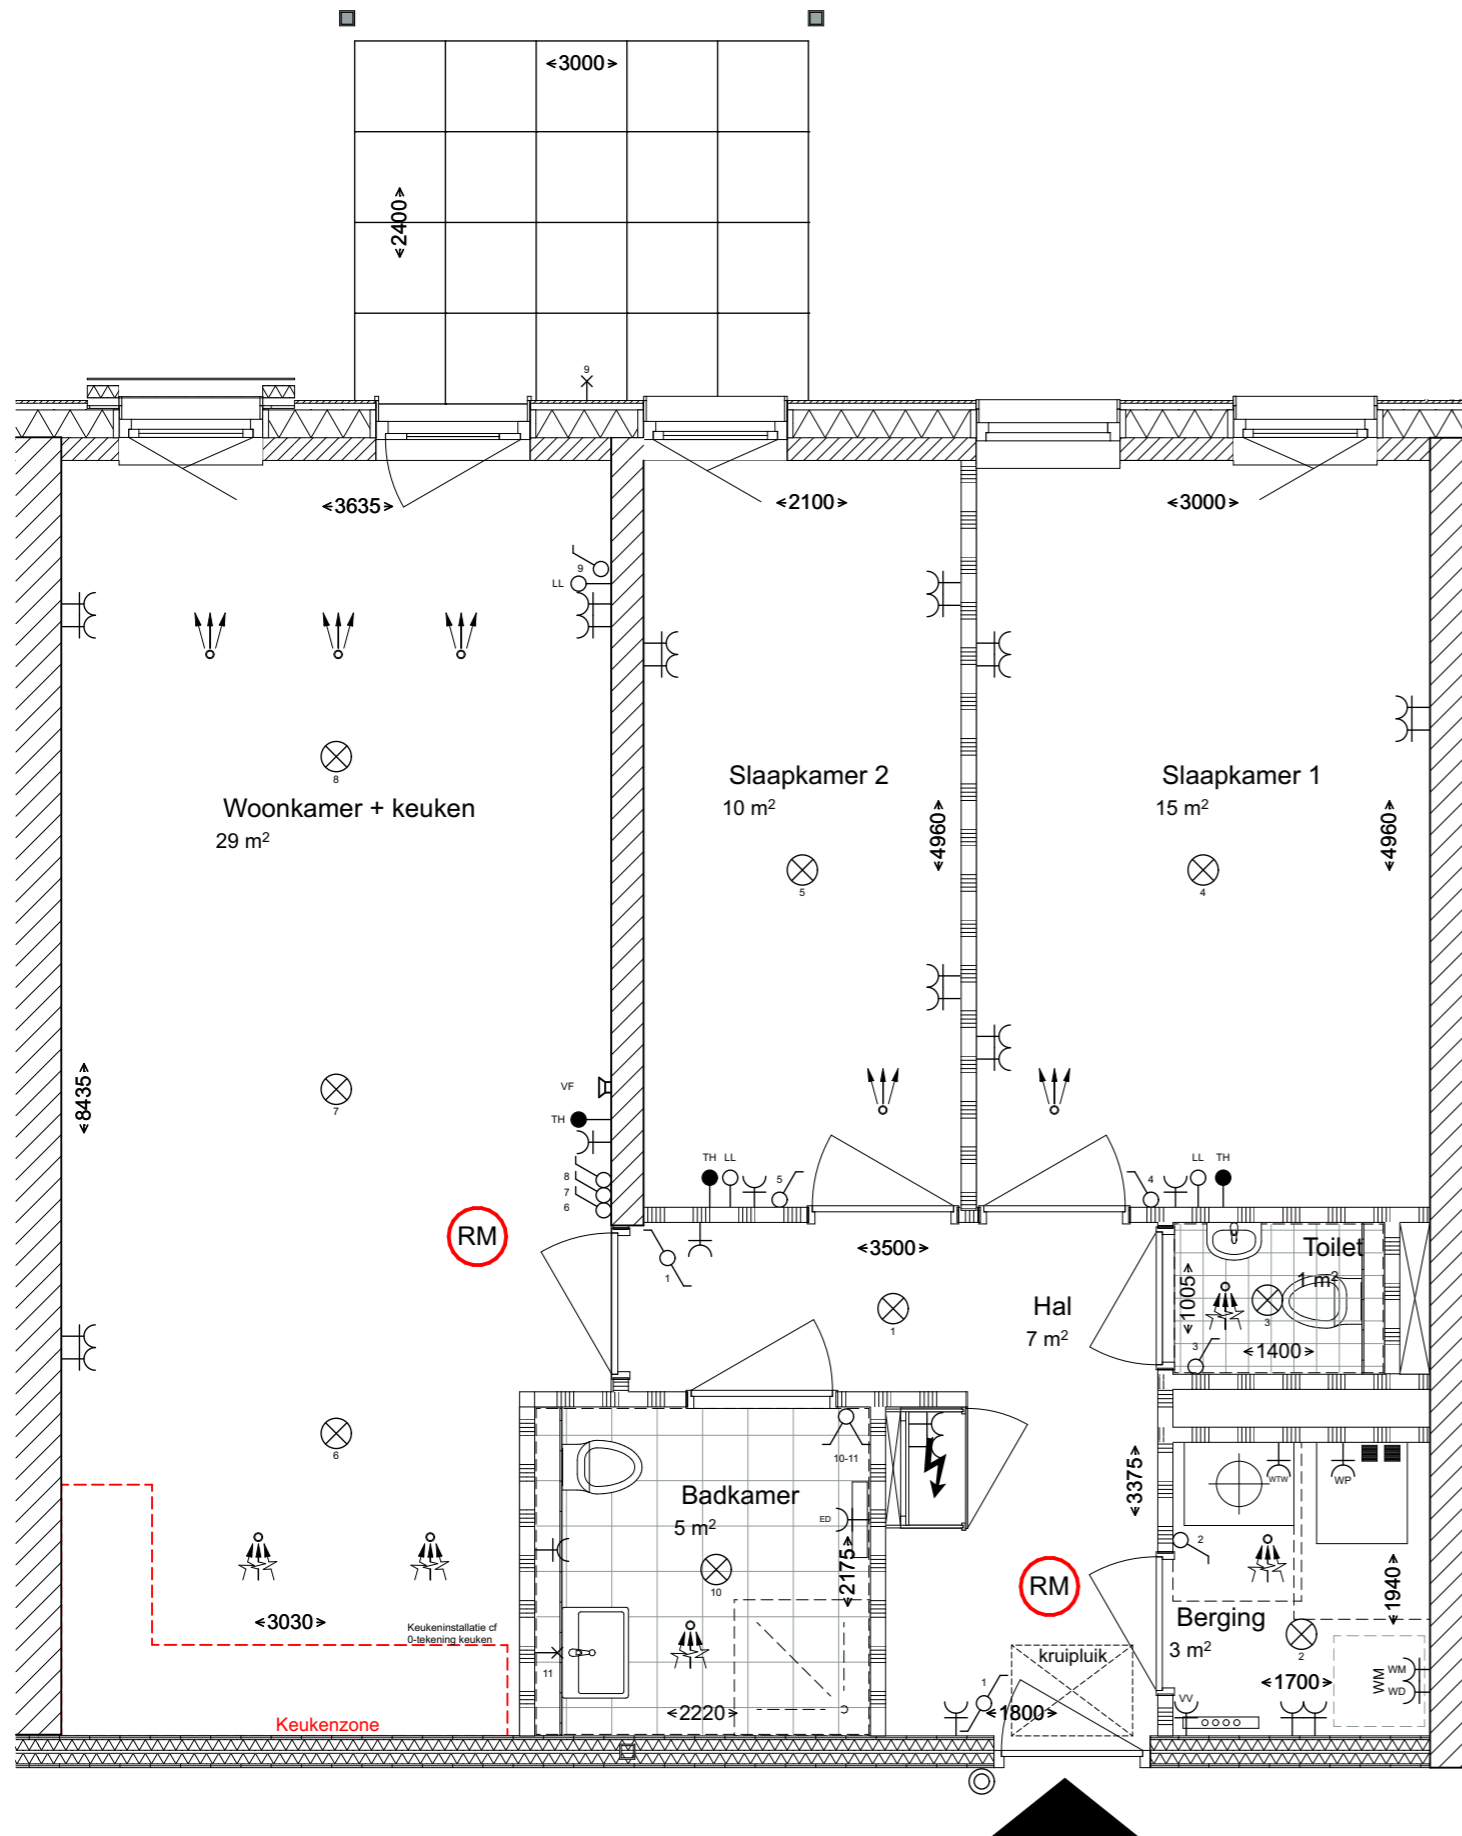 3000
2400
9
3635
2100
3000
9
LL
8
Woonkamer + keuken
29 m²
Slaapkamer 2
10 m²
4960
5
Slaapkamer 1
15 m²
4960
4
8435
7
VF
TH
8
7
6
TH LL
5
4
LL TH
RM
1
3500
1
Hal
7 m²
Toilet
1 m²
1005
3
3
1400
6
10-11
Badkamer
5 m²
ED
2175
10
3375
WTW
WP
2
RM
Berging
3 m²
1940
2
3030
Keukeninstallatie cf
0-tekening keuken
11
kruipluik
1700
WM
WM
WD
VV
1
1800
2220
Keukenzone